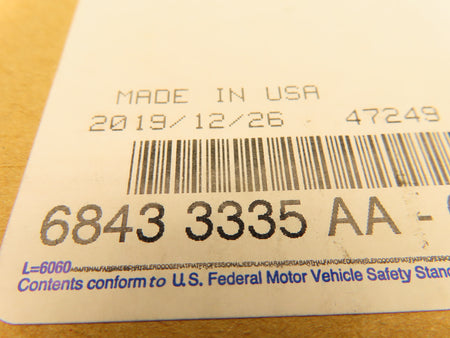 MADE IN USA
2019/12/26 47249
6843 3335 AA -
L=6060
Contents conform to U.S. Federal Motor Vehicle Safety Stand